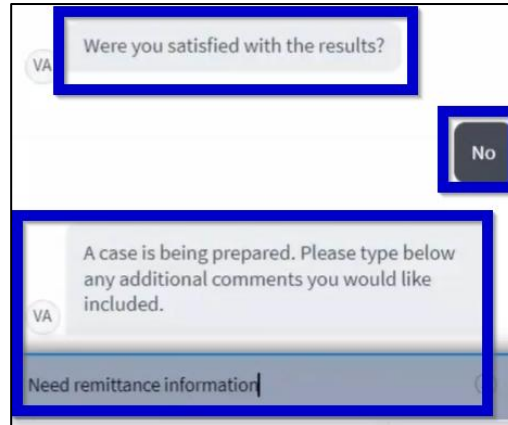 Were you satisfied with the results?
VA
No
A case is being prepared. Please type below
any additional comments you would like
included.
VA
Need remittance information